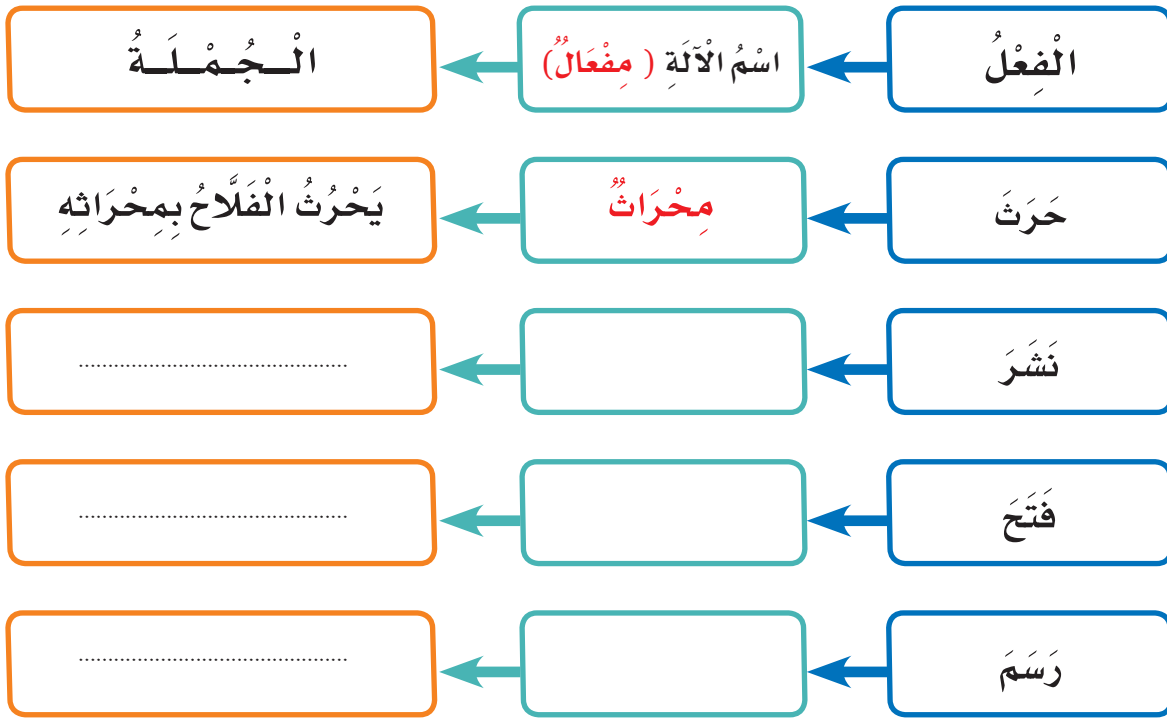 الْفِعْلُ
اسْمُ الْآلَةِ ( مِفْعَالٌ)
الْـجُـمْـلَـةُ
حَرَثَ
مِحْرَاثٌ
يَحْرُثُ الْفَلَّاحُ بِمِحْرَاثِهِ
نَشَرَ
................................................
فَتَحَ
................................................
رَسَمَ
................................................